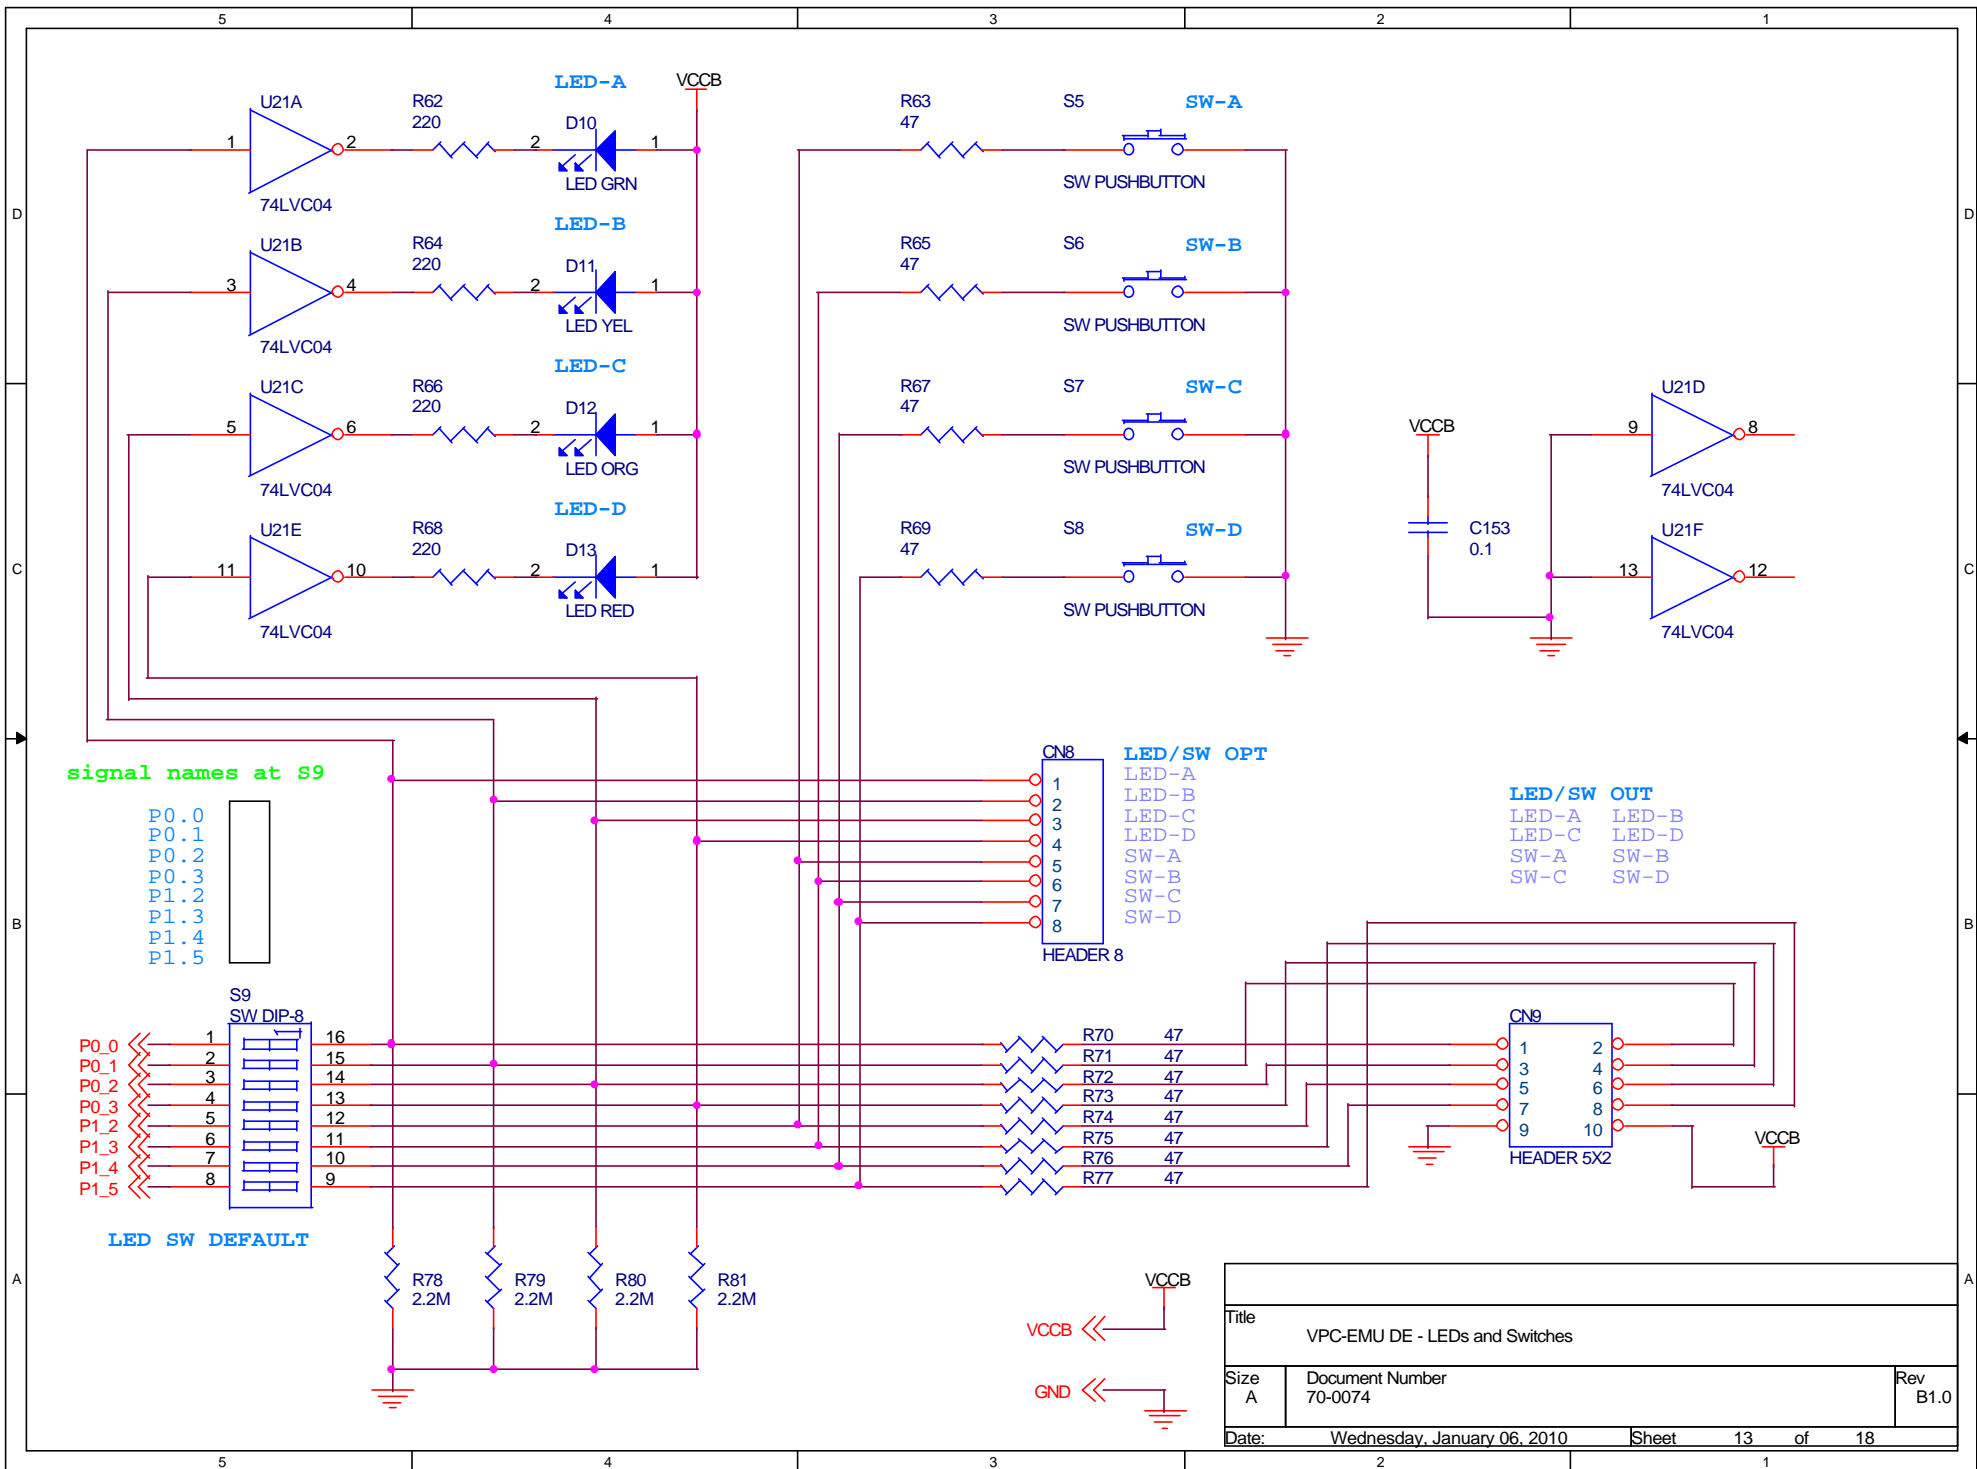 5 4 3 2 1
D
C
B
A
D
C
B
A
LED-A
VCCB
U21A
1
2
74LVC04
R62
220
2
D10
1
LED GRN
LED-B
U21B
3
4
74LVC04
R64
220
2
D11
1
LED YEL
LED-C
U21C
5
6
74LVC04
R66
220
2
D12
1
LED ORG
LED-D
U21E
11
10
74LVC04
R68
220
2
D13
1
LED RED
R63
47
S5
SW-A
SW PUSHBUTTON
R65
47
S6
SW-B
SW PUSHBUTTON
R67
47
S7
SW-C
SW PUSHBUTTON
R69
47
S8
SW-D
SW PUSHBUTTON
VCCB
C153
0.1
U21D
9
8
74LVC04
U21F
13
12
74LVC04
signal names at S9
P0.0
P0.1
P0.2
P0.3
P1.2
P1.3
P1.4
P1.5
CN8
1
2
3
4
5
6
7
8
HEADER 8
LED/SW OPT
LED-A
LED-B
LED-C
LED-D
SW-A
SW-B
SW-C
SW-D
LED/SW OUT
LED-A LED-B
LED-C LED-D
SW-A SW-B
SW-C SW-D
S9
SW DIP-8
P0_0 1 16
P0_1 2 15
P0_2 3 14
P0_3 4 13
P1_2 5 12
P1_3 6 11
P1_4 7 10
P1_5 8 9
LED SW DEFAULT
R70 47
R71 47
R72 47
R73 47
R74 47
R75 47
R76 47
R77 47
CN9
1 2
3 4
5 6
7 8
9 10
HEADER 5X2
VCCB
R78
2.2M
R79
2.2M
R80
2.2M
R81
2.2M
VCCB
VCCB
GND
Title
VPC-EMU DE - LEDs and Switches
Size
A
Document Number
70-0074
Rev
B1.0
Date: Wednesday, January 06, 2010 Sheet 13 of 18
5 4 3 2 1